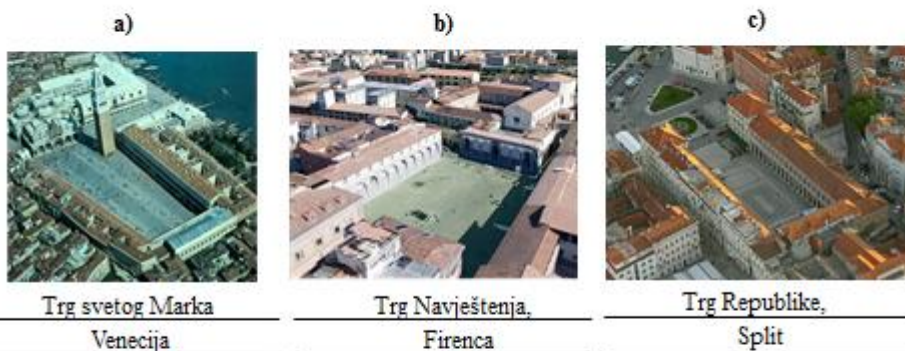 a)
b)
c)
Trg svetog Marka
Venecija
Trg Navještenja,
Firenca
Trg Republike,
Split